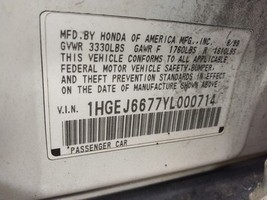 MFD. BY HONDA OF AMERICA MFG., INC. 8/99
GVWR 3330LBS GAWR F 1760LBS R 1610LBS
THIS VEHICLE CONFORMS TO ALL APPLICABLE
FEDERAL MOTOR VEHICLE SAFETY, BUMPER,
AND THEFT PREVENTION STANDARDS IN EFFECT
ON THE DATE OF MANUFACTURE SHOWN ABOVE.
V.I.N. 1HGEJ6677YL000714
PASSENGER CAR